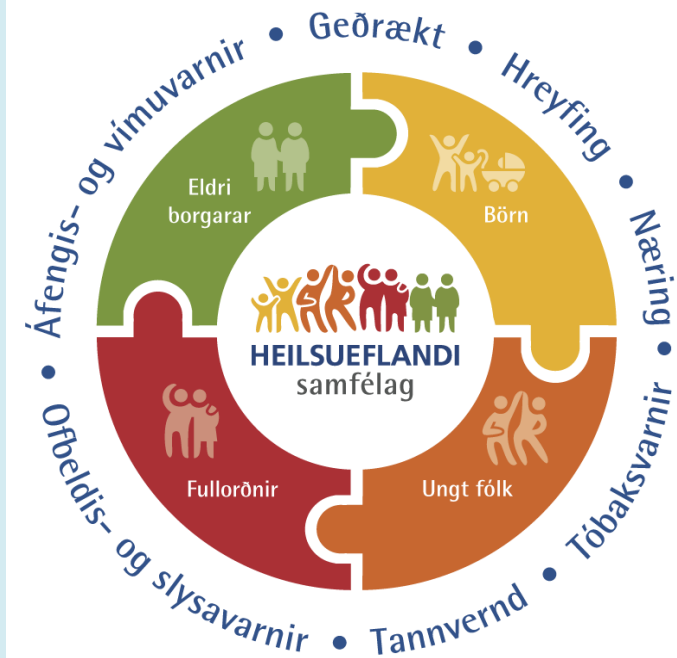 Geðrækt • Hreyfing • Næring • Tóbaksvarnir • Tannvernd • Ofbeldis- og slysavarnir • Áfengis- og vímuvarnir •
Eldri
borgarar
Börn
HEILSUEFLANDI
samfélag
Fullorðnir
Ungt fólk